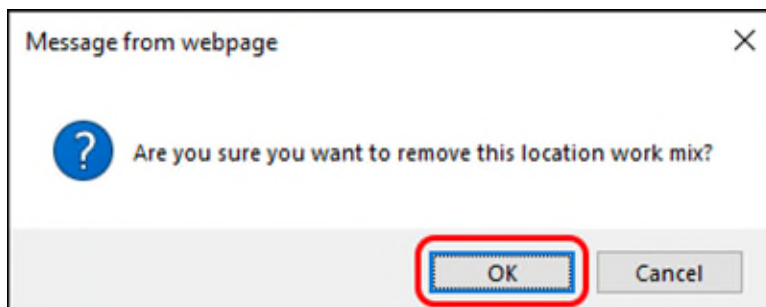 Message from webpage
Are you sure you want to remove this location work mix?
OK Cancel